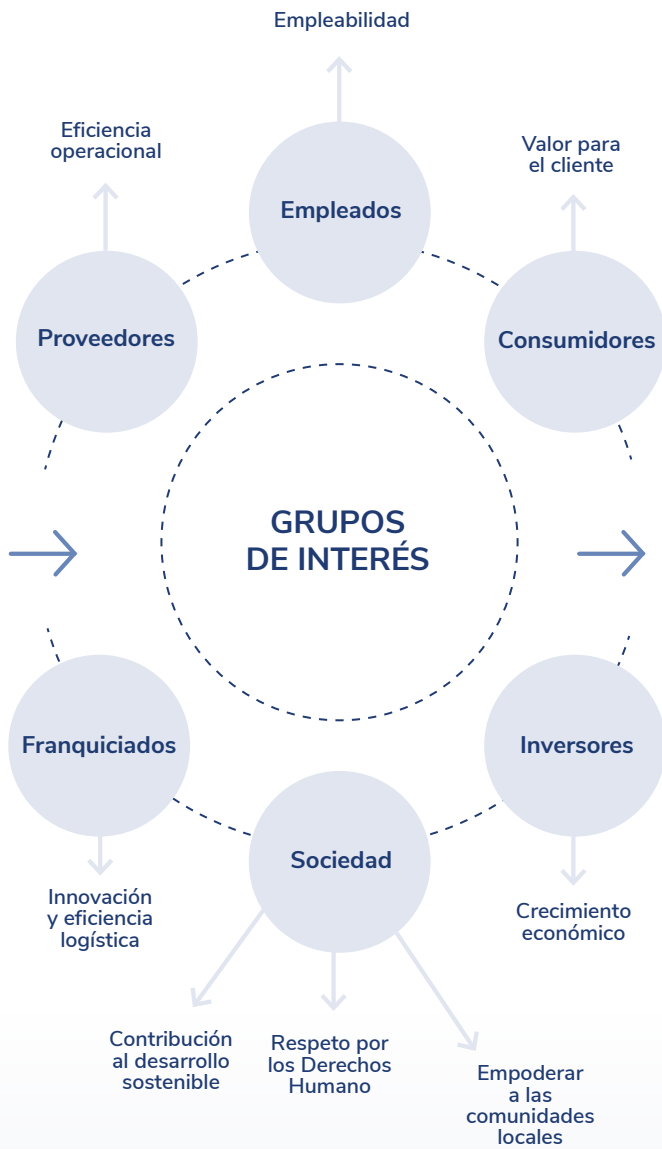 Empleabilidad
Eficiencia
operacional
Valor para
el cliente
Empleados
Proveedores
Consumidores
GRUPOS
DE INTERÉS
Franquiciados
Inversores
Sociedad
Innovación
y eficiencia
logística
Crecimiento
económico
Contribución
al desarrollo
sostenible
Respeto por
los Derechos
Humano
Empoderar
a las
comunidades
locales